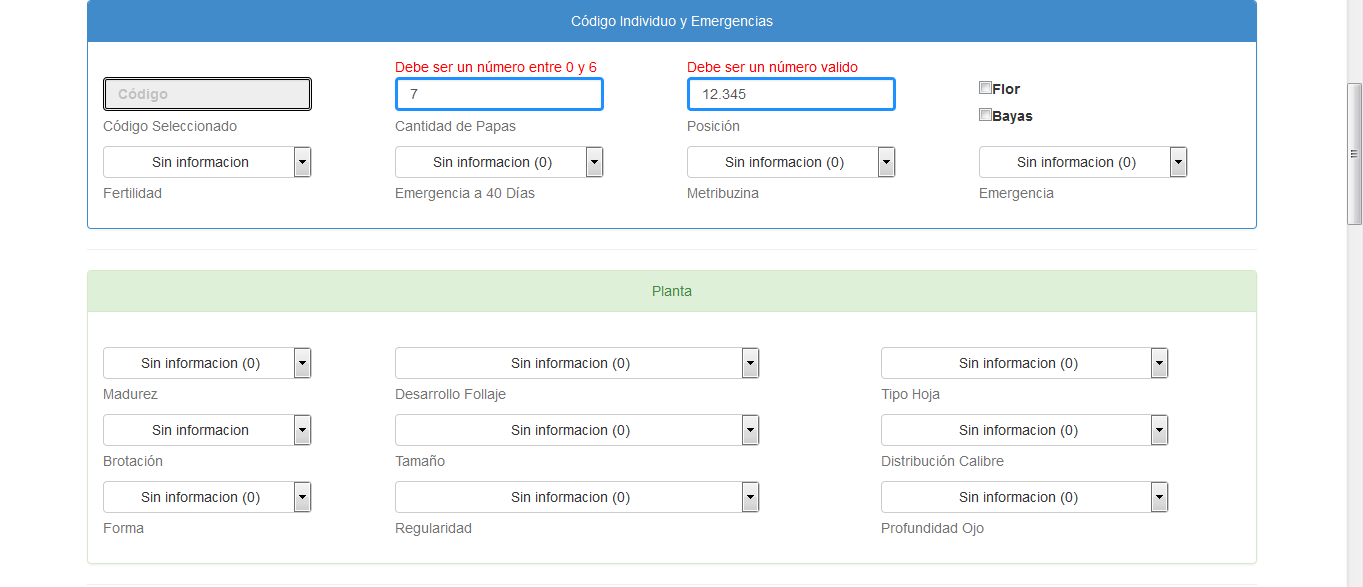 Código Individuo y Emergencias
Debe ser un número entre 0 y 6 Debe ser un número valido
Código 7 12.345 Flor
Bayas
Código Seleccionado Cantidad de Papas Posición
Sin informacion Sin informacion (0) Sin informacion (0) Sin informacion (0)
Fertilidad Emergencia a 40 Días Metribuzina Emergencia
Planta
Sin informacion (0) Sin informacion (0) Sin informacion (0)
Madurez Desarrollo Follaje Tipo Hoja
Sin informacion Sin informacion (0) Sin informacion (0)
Brotación Tamaño Distribución Calibre
Sin informacion (0) Sin informacion (0) Sin informacion (0)
Forma Regularidad Profundidad Ojo